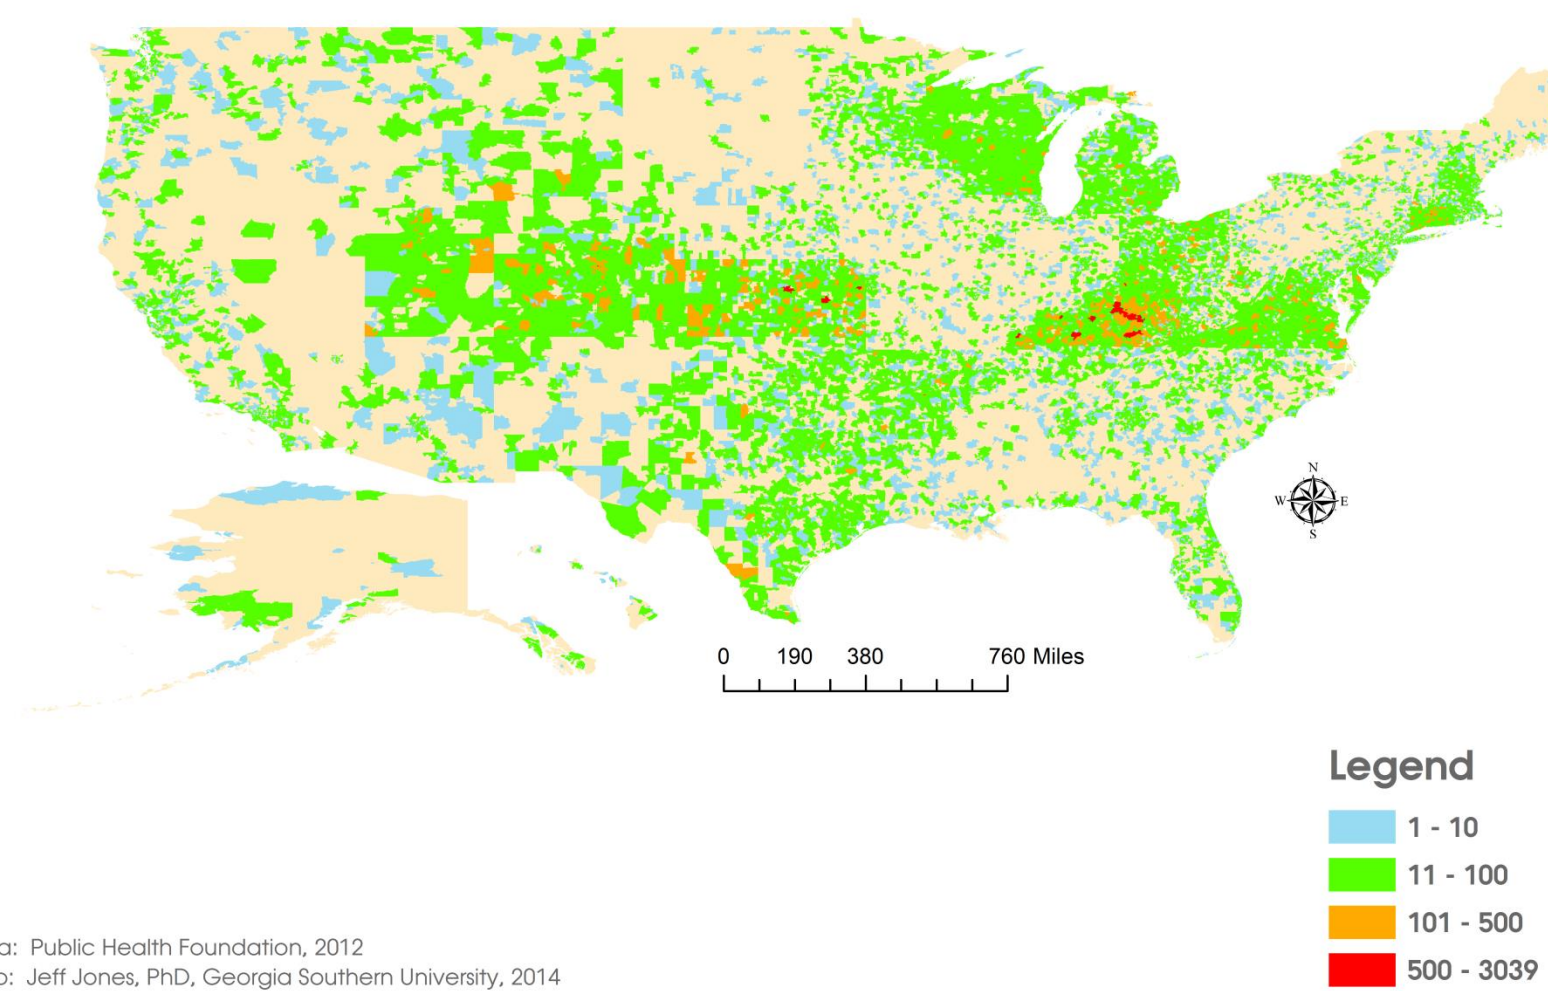 N
W E
S
0 190 380 760 Miles
Legend
1 - 10
11 - 100
101 - 500
500 - 3039
a: Public Health Foundation, 2012
o: Jeff Jones, PhD, Georgia Southern University, 2014